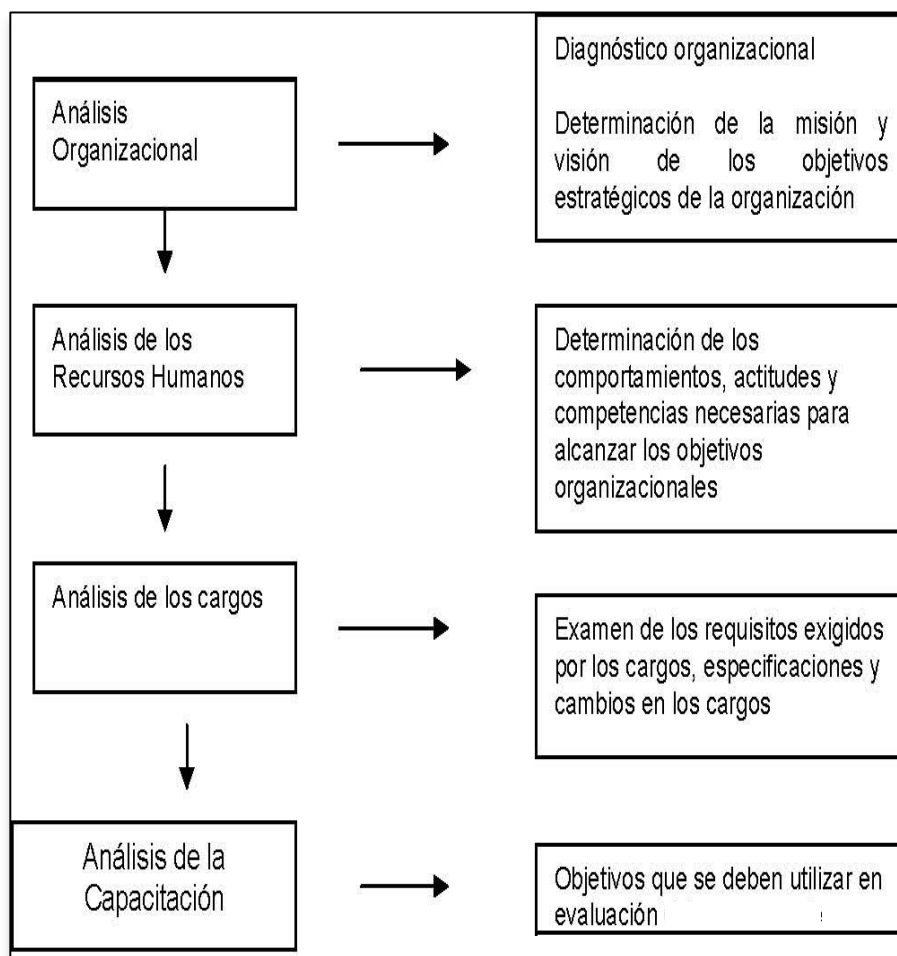 Análisis
Organizacional
Diagnóstico organizacional
Determinación de la misión y
visión de los objetivos
estratégicos de la organización
Análisis de los
Recursos Humanos
Determinación de los
comportamientos, actitudes y
competencias necesarias para
alcanzar los objetivos
organizacionales
Análisis de los cargos
Examen de los requisitos exigidos
por los cargos, especificaciones y
cambios en los cargos
Análisis de la
Capacitación
Objetivos que se deben utilizar en
evaluación